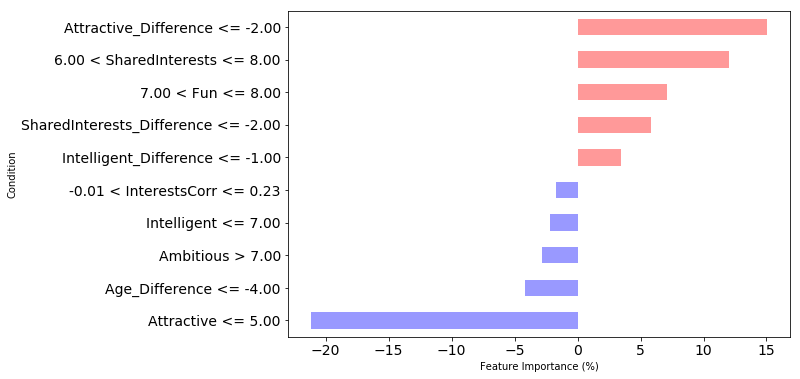 Attractive_Difference <= -2.00
6.00 < SharedInterests <= 8.00
7.00 < Fun <= 8.00
SharedInterests_Difference <= -2.00
Intelligent_Difference <= -1.00
-0.01 < InterestsCorr <= 0.23
Intelligent <= 7.00
Ambitious > 7.00
Age_Difference <= -4.00
Attractive <= 5.00
Condition
−20 −15 −10 −5 0 5 10 15
Feature Importance (%)